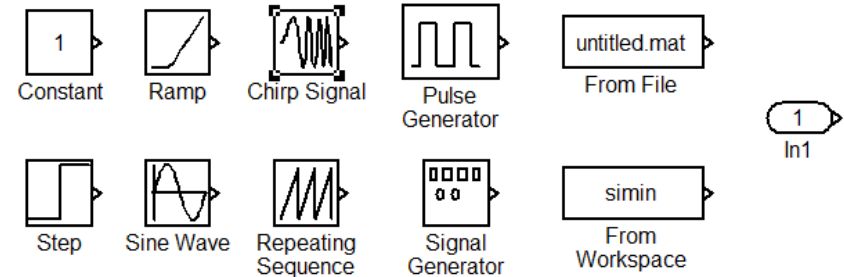 1
Constant
Ramp
Chirp Signal
Pulse
Generator
untitled.mat
From File
1
In1
Step
Sine Wave
Repeating
Sequence
Signal
Generator
simin
From
Workspace